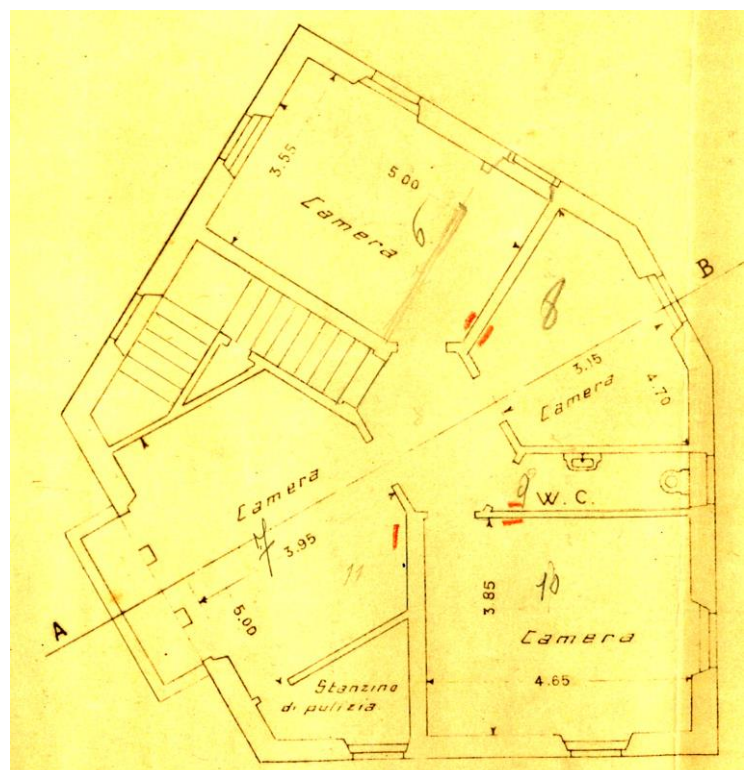 3.55
5.00
Camera
6
8
B
3.15
4.70
Camera
Camera
9
W.C.
7
3.95
11
10
3.85
5.00
A
Camera
4.65
Stanzino
di pulizia